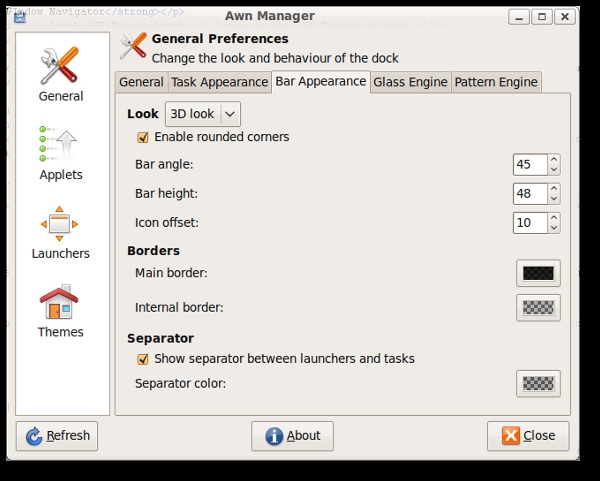 Window Navigator</strong></p>
Awn Manager
General Preferences
Change the look and behaviour of the dock
General
Applets
Launchers
Themes
General Task Appearance Bar Appearance Glass Engine Pattern Engine
Look 3D look
Enable rounded corners
Bar angle: 45
Bar height: 48
Icon offset: 10
Borders
Main border:
Internal border:
Separator
Show separator between launchers and tasks
Separator color:
Refresh About Close